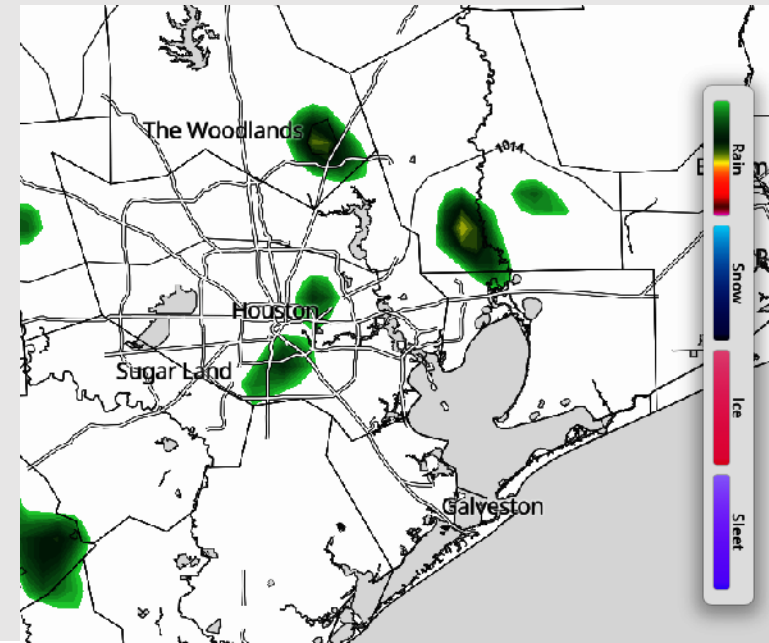 The Woodlands
1014
Rain
Houston
Snow
Sugar Land
Ice
Galveston
Sleet